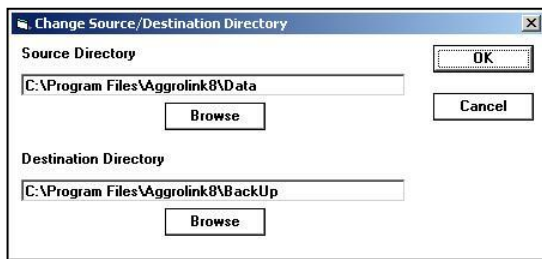 Change Source/Destination Directory
Source Directory
OK
C:\Program Files\Aggrolink8\Data
Browse
Cancel
Destination Directory
C:\Program Files\Aggrolink8\BackUp
Browse